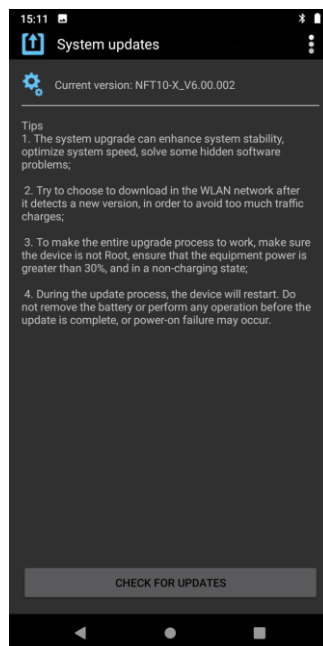 15:11
System updates
Current version: NFT10-X_V6.00.002
Tips
1. The system upgrade can enhance system stability,
optimize system speed, solve some hidden software
problems;
2. Try to choose to download in the WLAN network after
it detects a new version, in order to avoid too much traffic
charges;
3. To make the entire upgrade process to work, make sure
the device is not Root, ensure that the equipment power is
greater than 30%, and in a non-charging state;
4. During the update process, the device will restart. Do
not remove the battery or perform any operation before the
update is complete, or power-on failure may occur.
CHECK FOR UPDATES